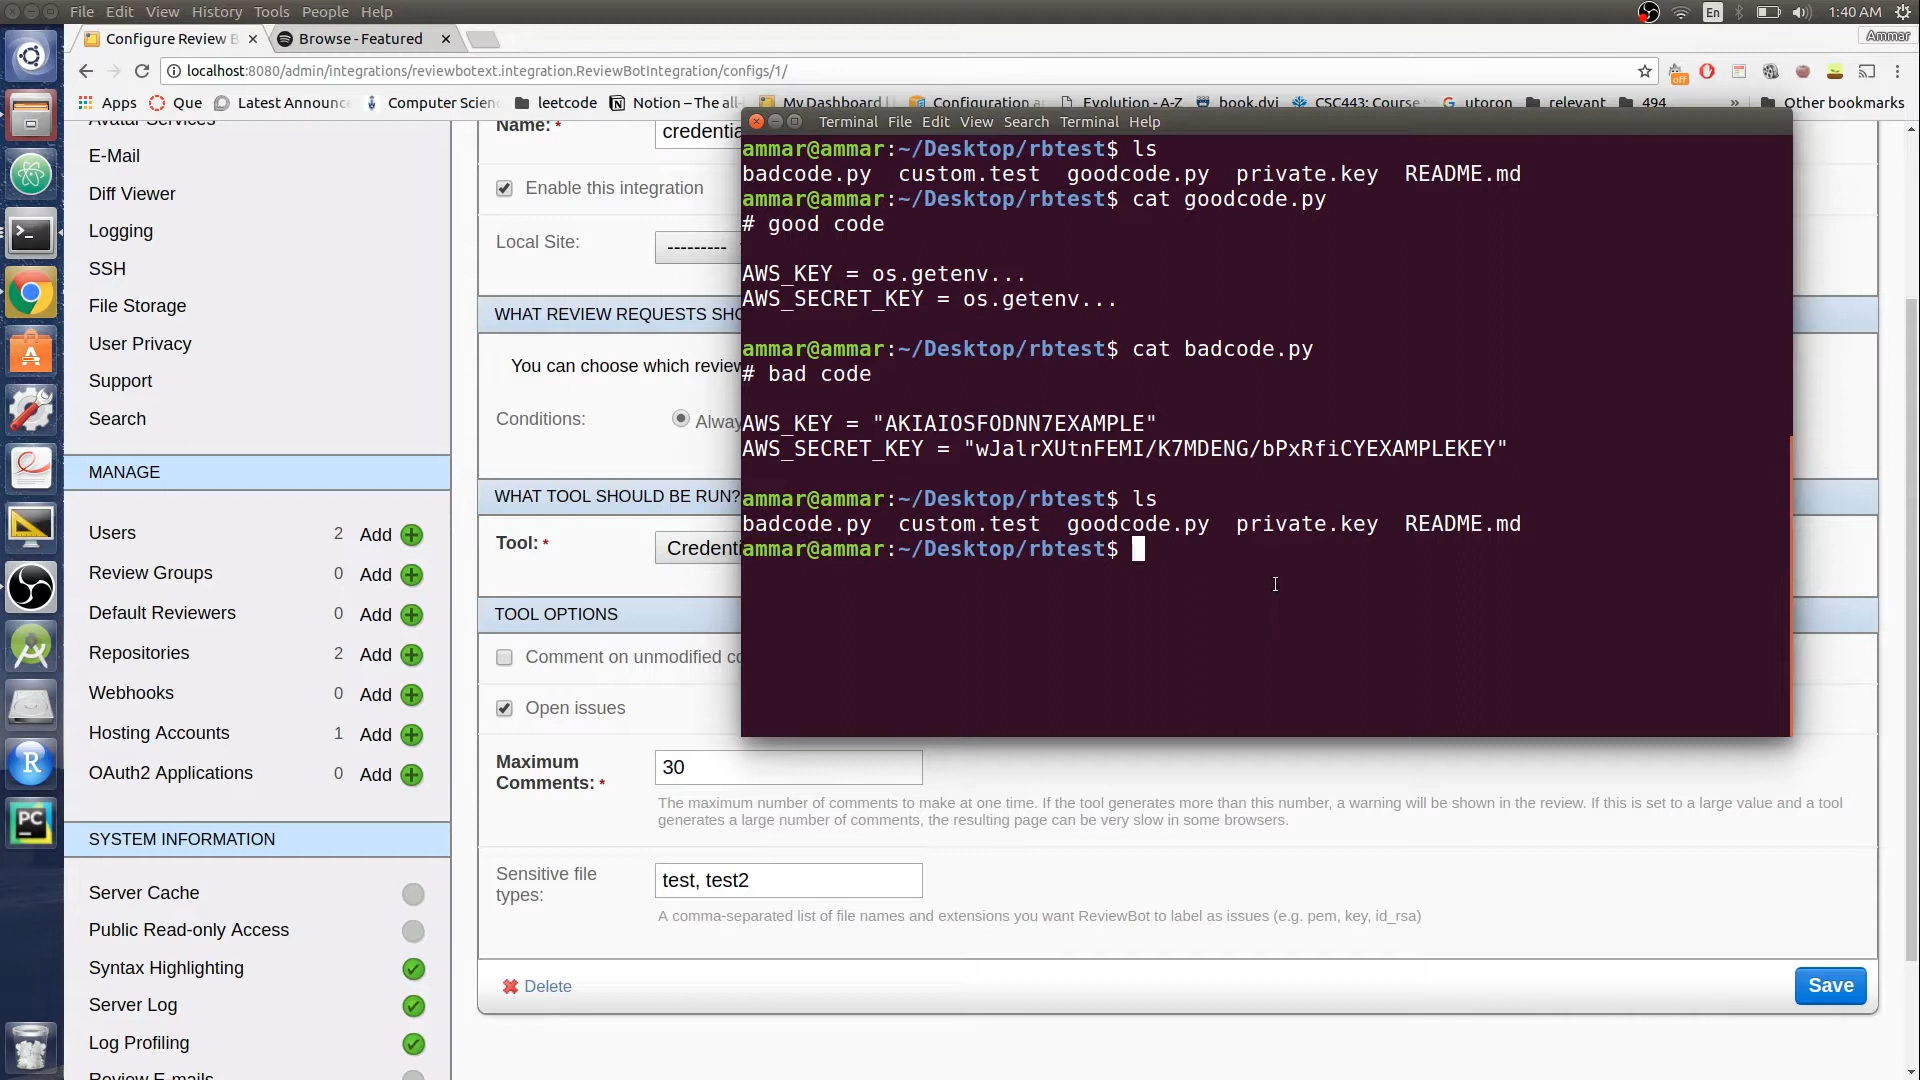 File Edit View History Tools People Help
En
1:40 AM
Configure Review B
Browse - Featured
Ammar
localhost:8080/admin/integrations/reviewbotext.integration.ReviewBotIntegration/configs/1/
off
Apps
Que
Latest Announc
Computer Scien
leetcode
Notion – The all-
My Dashboard
Configuration a
Evolution - A-Z
book.dvi
CSC443: Course
utoron
relevant
494
»
Other bookmarks
Avatar Services
E-Mail
Diff Viewer
Logging
SSH
File Storage
User Privacy
Support
Search
MANAGE
Users 2 Add
Review Groups 0 Add
Default Reviewers 0 Add
Repositories 2 Add
Webhooks 0 Add
Hosting Accounts 1 Add
OAuth2 Applications 0 Add
SYSTEM INFORMATION
Server Cache
Public Read-only Access
Syntax Highlighting
Server Log
Log Profiling
Review E-mails
Name: *
credentia
Enable this integration
Local Site:
---------
WHAT REVIEW REQUESTS SHO
You can choose which review
Conditions:
Alway
WHAT TOOL SHOULD BE RUN?
Tool: *
Credenti
TOOL OPTIONS
Comment on unmodified co
Open issues
Maximum
Comments: *
30
The maximum number of comments to make at one time. If the tool generates more than this number, a warning will be shown in the review. If this is set to a large value and a tool
generates a large number of comments, the resulting page can be very slow in some browsers.
Sensitive file
types:
test, test2
A comma-separated list of file names and extensions you want ReviewBot to label as issues (e.g. pem, key, id_rsa)
Delete
Save
Terminal File Edit View Search Terminal Help
ammar@ammar:~/Desktop/rbtest$ ls
badcode.py custom.test goodcode.py private.key README.md
ammar@ammar:~/Desktop/rbtest$ cat goodcode.py
# good code
AWS_KEY = os.getenv...
AWS_SECRET_KEY = os.getenv...
ammar@ammar:~/Desktop/rbtest$ cat badcode.py
# bad code
AWS_KEY = "AKIAIOSFODNN7EXAMPLE"
AWS_SECRET_KEY = "wJalrXUtnFEMI/K7MDENG/bPxRfiCYEXAMPLEKEY"
ammar@ammar:~/Desktop/rbtest$ ls
badcode.py custom.test goodcode.py private.key README.md
ammar@ammar:~/Desktop/rbtest$
R
PC